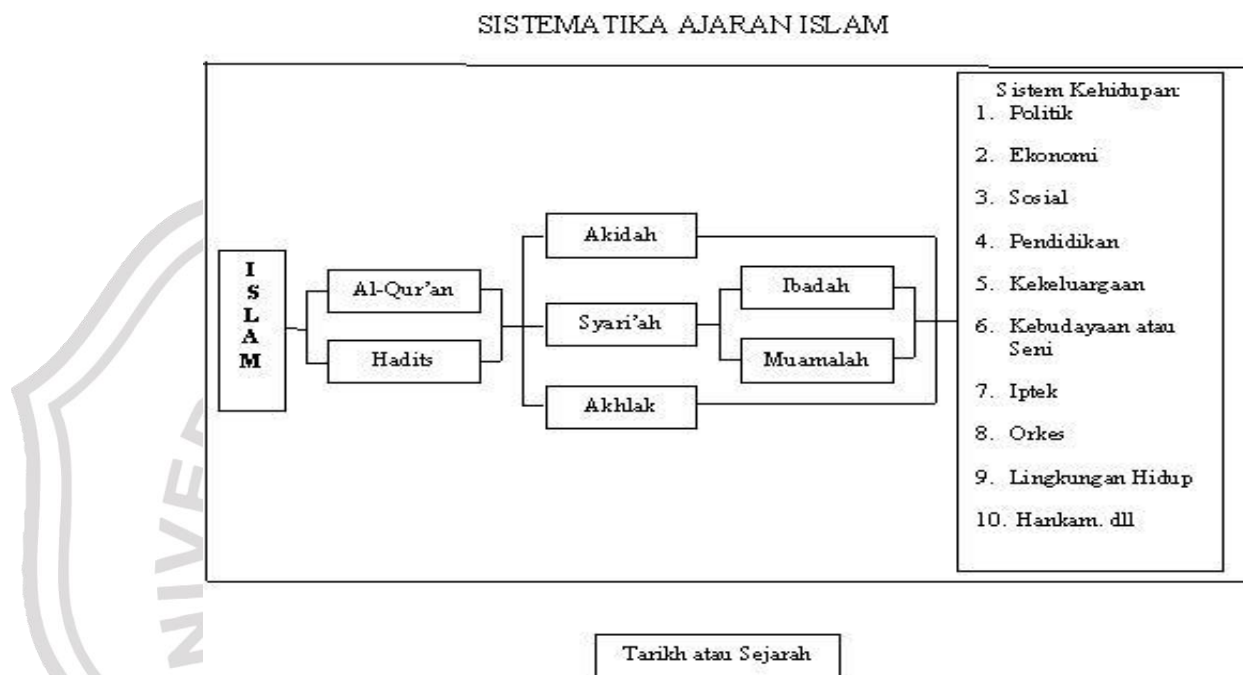 SISTEMATIKA AJARAN ISLAM
ISLAM
Al-Qur'an
Hadits
Akidah
Syari'ah
Akhlak
Ibadah
Muamalah
Sistem Kehidupan:
1. Politik
2. Ekonomi
3. Sosial
4. Pendidikan
5. Kekeluargaan
6. Kebudayaan atau
Seni
7. Iptek
8. Orkes
9. Lingkungan Hidup
10. Hankam. dll
Tarikh atau Sejarah